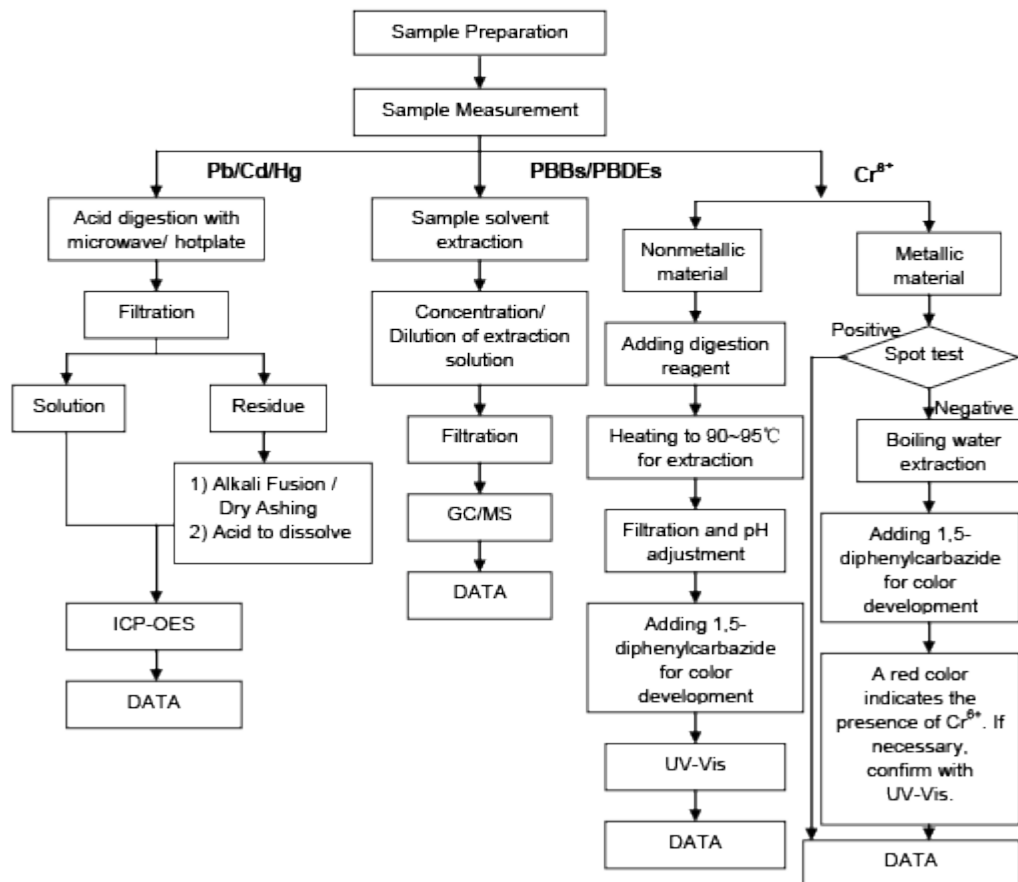 Sample Preparation
Sample Measurement
Pb/Cd/Hg
PBBs/PBDEs
Cr⁶⁺
Acid digestion with
microwave/ hotplate
Filtration
Solution
Residue
1) Alkali Fusion /
Dry Ashing
2) Acid to dissolve
ICP-OES
DATA
Sample solvent
extraction
Concentration/
Dilution of extraction
solution
Filtration
GC/MS
DATA
Nonmetallic
material
Adding digestion
reagent
Heating to 90~95℃
for extraction
Filtration and pH
adjustment
Adding 1,5-
diphenylcarbazide
for color
development
UV-Vis
DATA
Metallic
material
Positive
Spot test
Negative
Boiling water
extraction
Adding 1,5-
diphenylcarbazide
for color
development
A red color
indicates the
presence of Cr⁶⁺. If
necessary,
confirm with
UV-Vis.
DATA